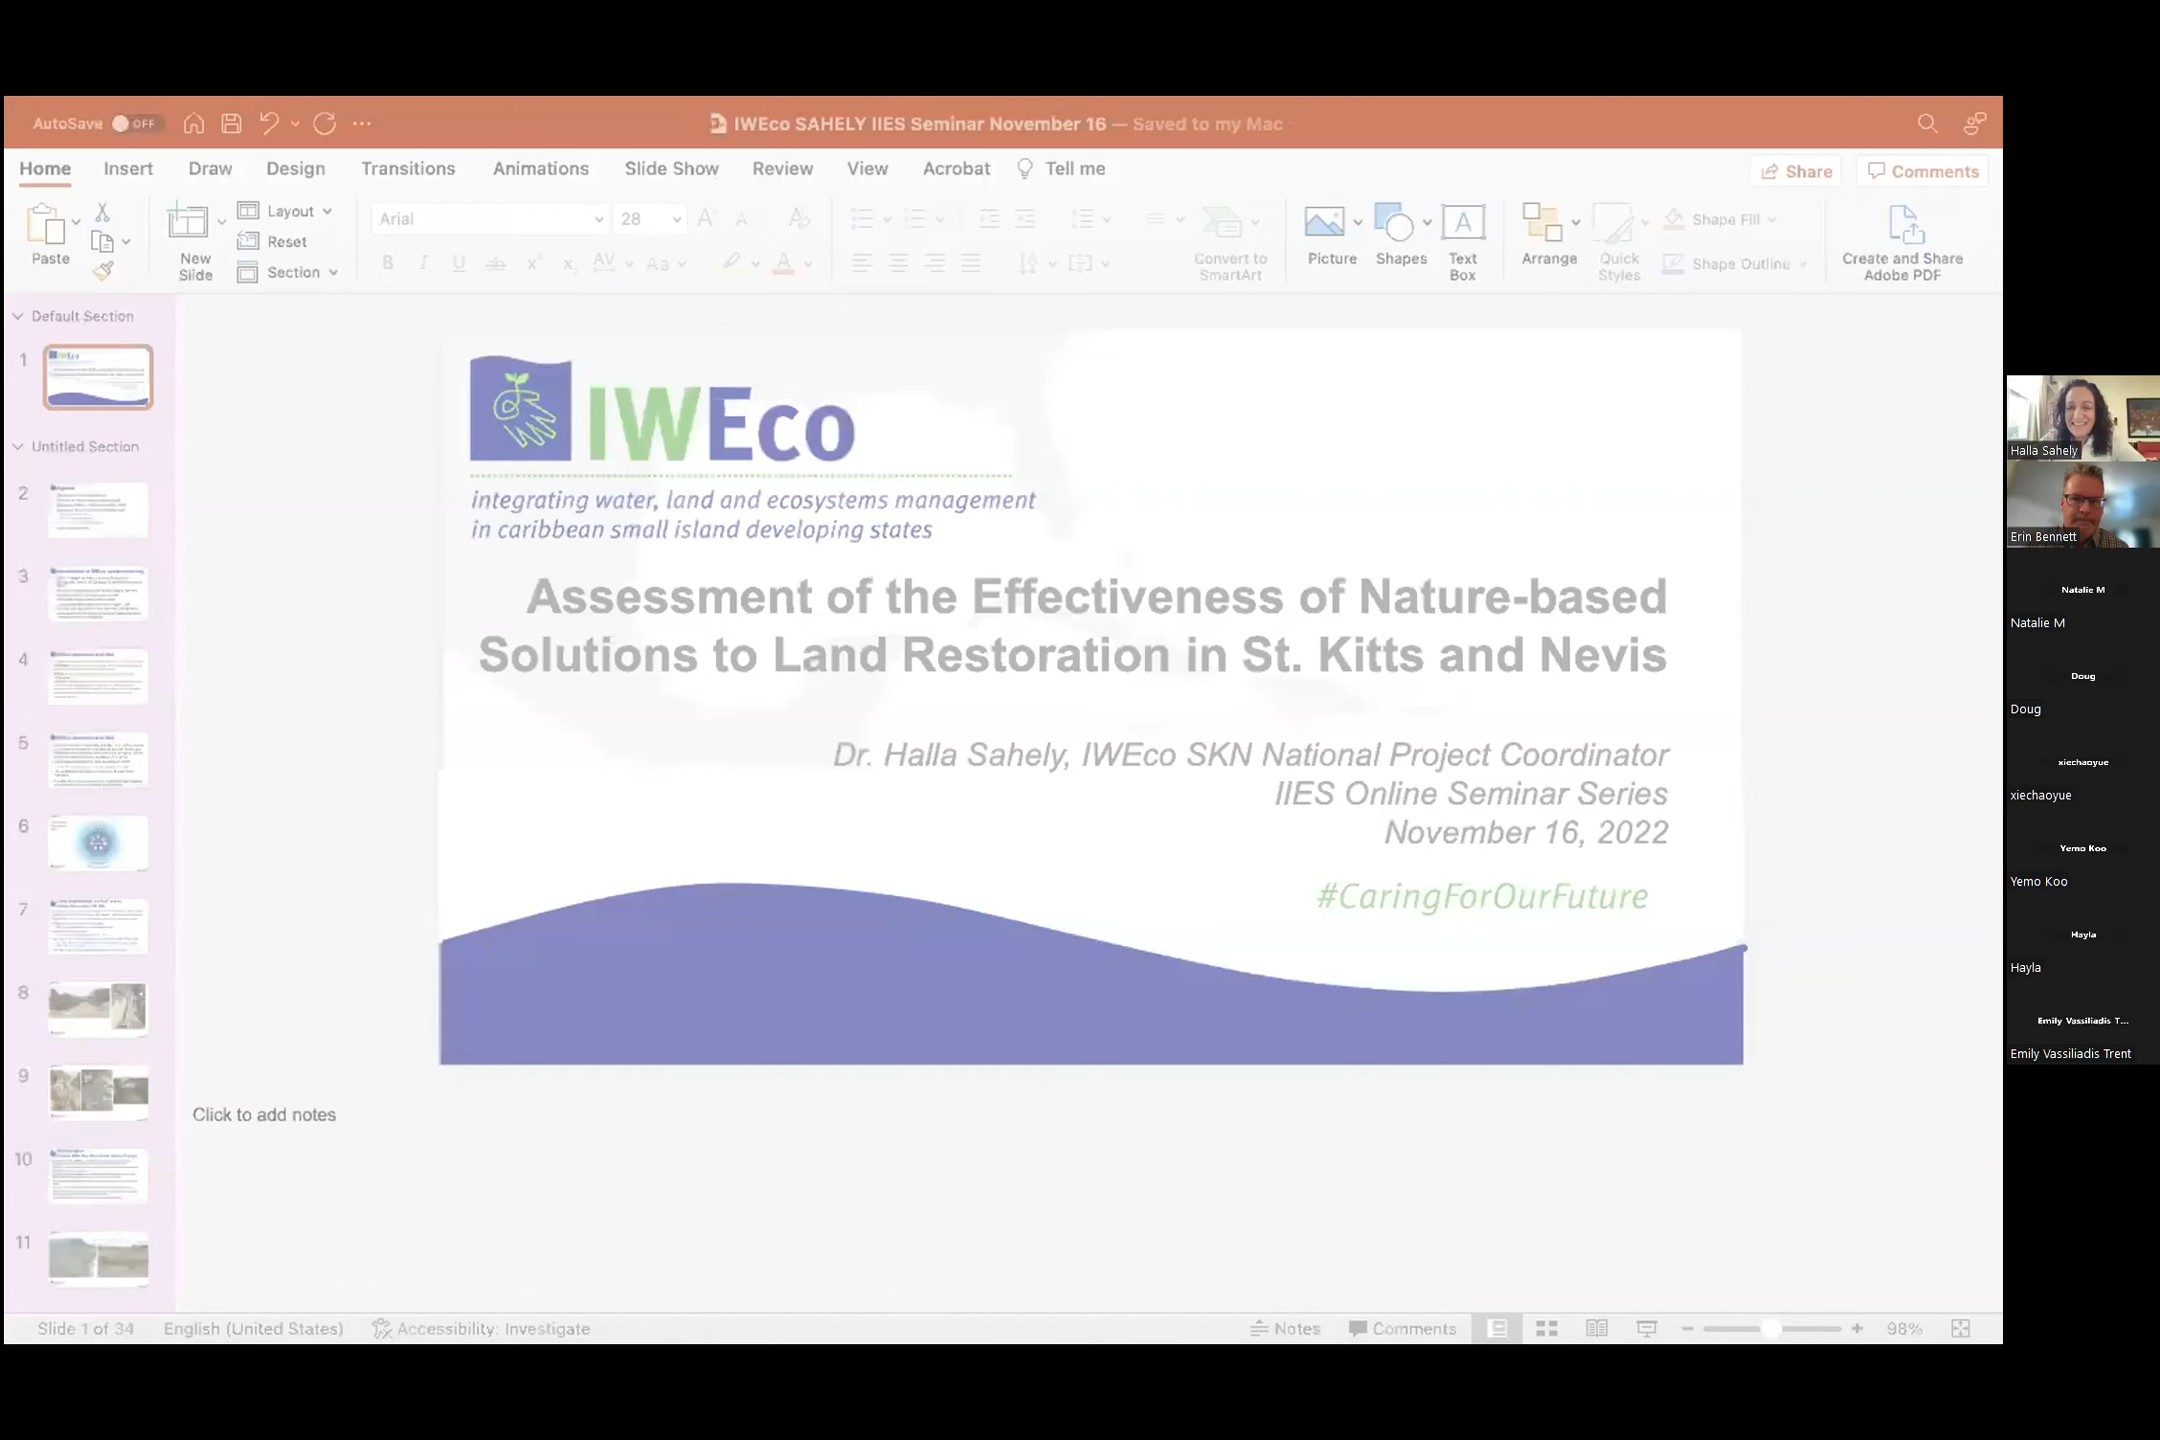 AutoSave OFF
IWEco SAHELY IIES Seminar November 16 — Saved to my Mac
Home Insert Draw Design Transitions Animations Slide Show Review View Acrobat Tell me
Share Comments
Paste
New
Slide
Layout
Reset
Section
Arial 28
Convert to
SmartArt
Picture
Shapes
Text
Box
Arrange
Quick
Styles
Shape Fill
Shape Outline
Create and Share
Adobe PDF
Default Section
1
Untitled Section
2
3
4
5
6
7
8
9
10
11
IWEco
integrating water, land and ecosystems management
in caribbean small island developing states
Assessment of the Effectiveness of Nature-based
Solutions to Land Restoration in St. Kitts and Nevis
Dr. Halla Sahely, IWEco SKN National Project Coordinator
IIES Online Seminar Series
November 16, 2022
#CaringForOurFuture
Click to add notes
Slide 1 of 34 English (United States) Accessibility: Investigate
Notes Comments 98%
Halla Sahely
Erin Bennett
Natalie M
Natalie M
Doug
Doug
xiechaoyue
xiechaoyue
Yemo Koo
Yemo Koo
Hayla
Hayla
Emily Vassiliadis T...
Emily Vassiliadis Trent